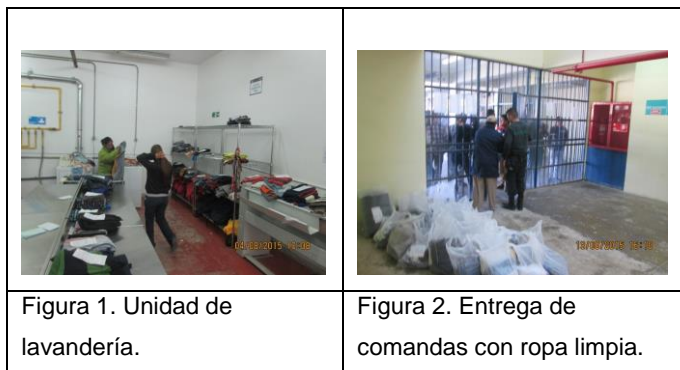 Figura 1. Unidad de
lavandería.
Figura 2. Entrega de
comandas con ropa limpia.